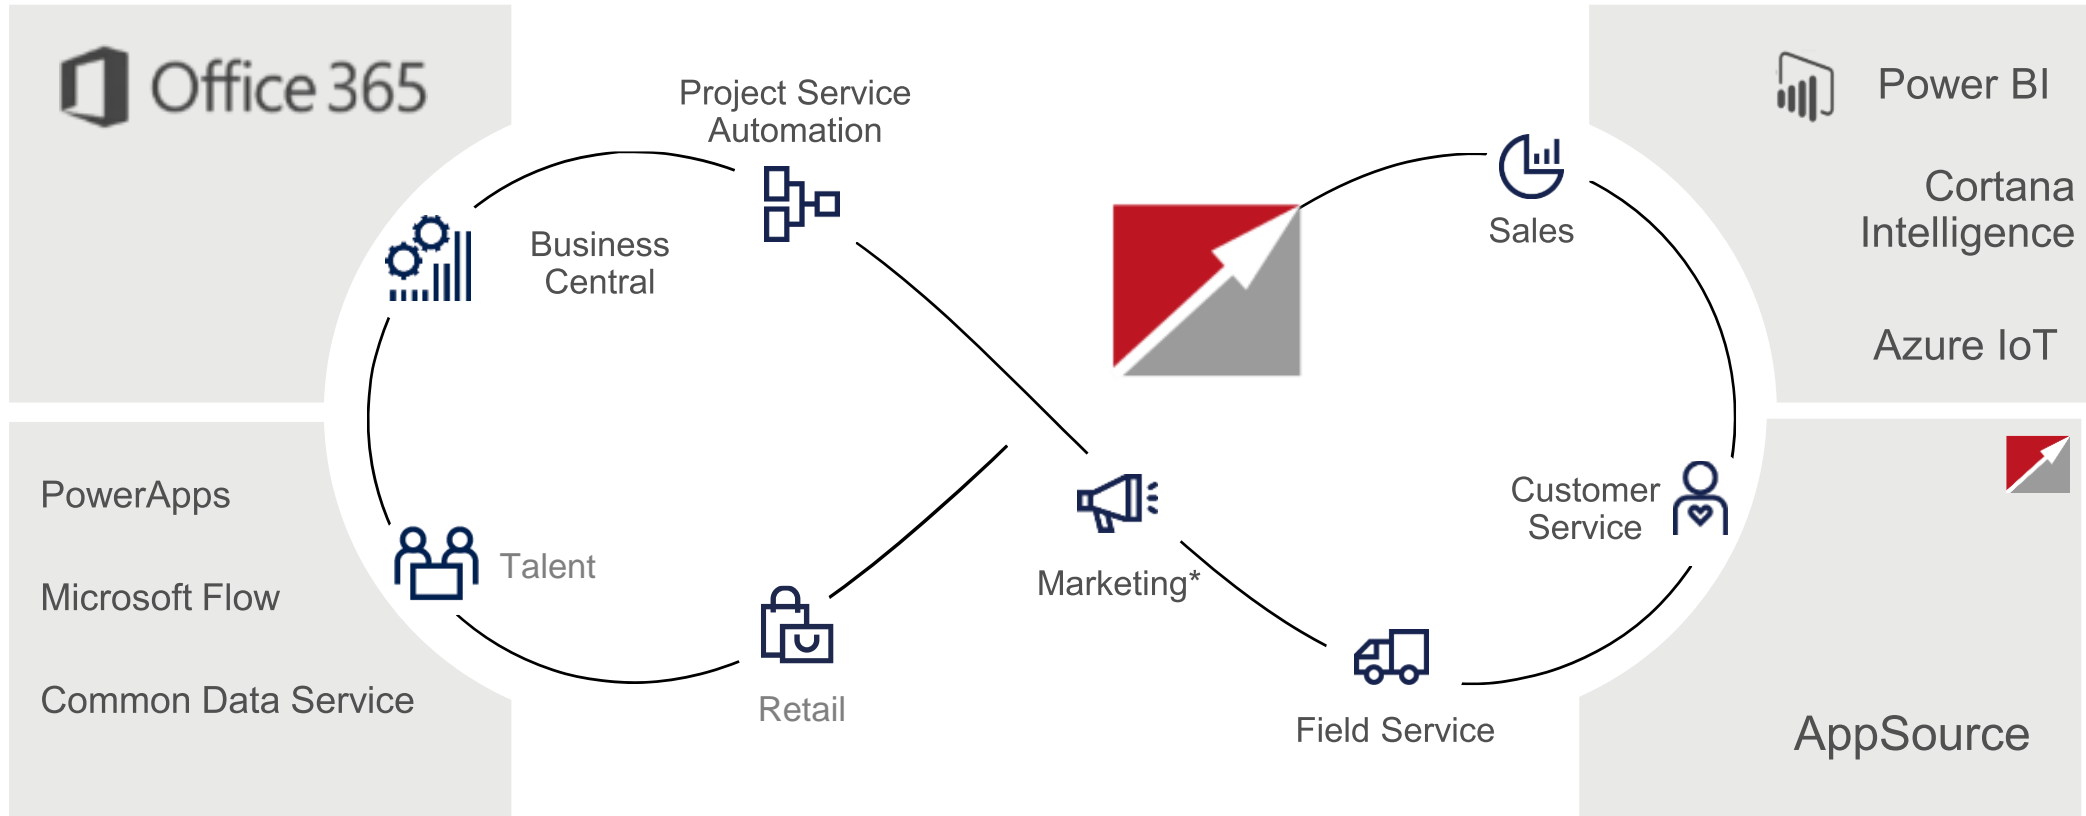 Office 365
Project Service
Automation
Business
Central
Talent
Retail
PowerApps
Microsoft Flow
Common Data Service
Marketing*
Sales
Customer
Service
Field Service
Power BI
Cortana
Intelligence
Azure IoT
AppSource